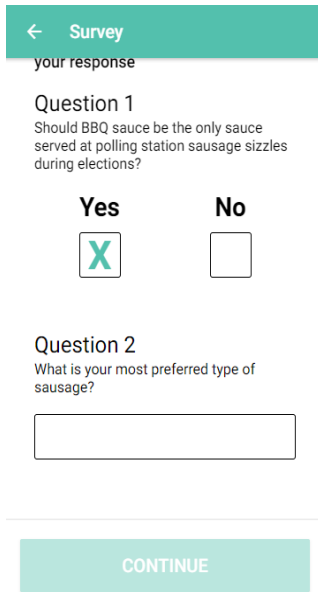 Survey
your response
Question 1
Should BBQ sauce be the only sauce
served at polling station sausage sizzles
during elections?
Yes No
X
Question 2
What is your most preferred type of
sausage?
CONTINUE